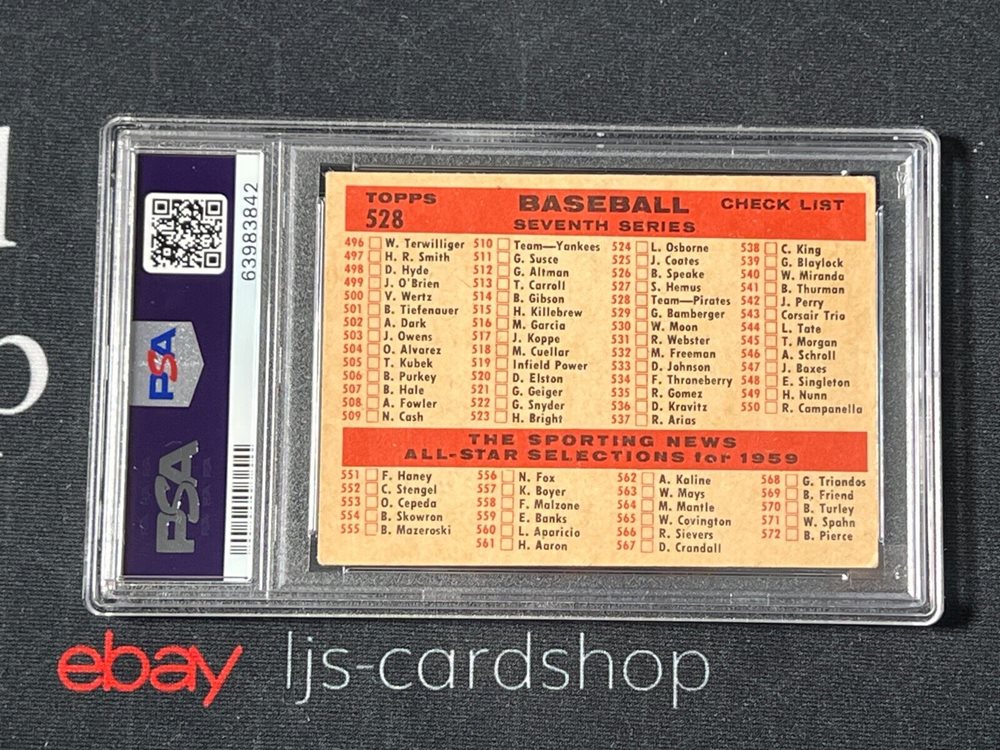 63983842
PSA
PSA
TOPPS
528
BASEBALL
SEVENTH SERIES
CHECK LIST
496 W. Terwilliger
497 H. R. Smith
498 D. Hyde
499 J. O'Brien
500 V. Wertz
501 B. Tiefenauer
502 A. Dark
503 J. Owens
504 O. Alvarez
505 T. Kubek
506 B. Purkey
507 B. Hale
508 A. Fowler
509 N. Cash
510 Team—Yankees
511 G. Susce
512 G. Altman
513 T. Carroll
514 B. Gibson
515 H. Killebrew
516 M. Garcia
517 J. Koppe
518 M. Cuellar
519 Infield Power
520 D. Elston
521 G. Geiger
522 G. Snyder
523 H. Bright
524 L. Osborne
525 J. Coates
526 B. Speake
527 S. Hemus
528 Team—Pirates
529 G. Bamberger
530 W. Moon
531 R. Webster
532 M. Freeman
533 D. Johnson
534 F. Throneberry
535 R. Gomez
536 D. Kravitz
537 R. Arias
538 C. King
539 G. Blaylock
540 W. Miranda
541 B. Thurman
542 J. Perry
543 Corsair Trio
544 L. Tate
545 T. Morgan
546 A. Schroll
547 J. Baxes
548 E. Singleton
549 H. Nunn
550 R. Campanella
THE SPORTING NEWS
ALL-STAR SELECTIONS for 1959
551 F. Haney
552 C. Stengel
553 O. Cepeda
554 B. Skowron
555 B. Mazeroski
556 N. Fox
557 K. Boyer
558 F. Malzone
559 E. Banks
560 L. Aparicio
561 H. Aaron
562 A. Kaline
563 W. Mays
564 M. Mantle
565 W. Covington
566 R. Sievers
567 D. Crandall
568 G. Triandos
569 B. Friend
570 B. Turley
571 W. Spahn
572 B. Pierce
ebay ljs-cardshop